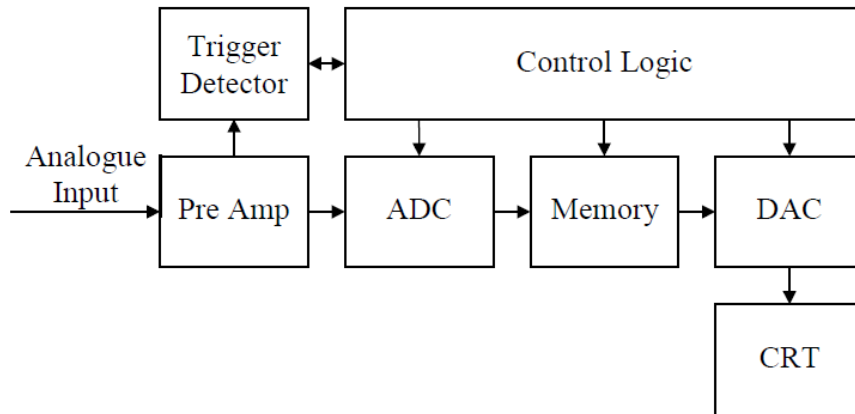 Trigger
Detector
Control Logic
Analogue
Input
Pre Amp
ADC
Memory
DAC
CRT